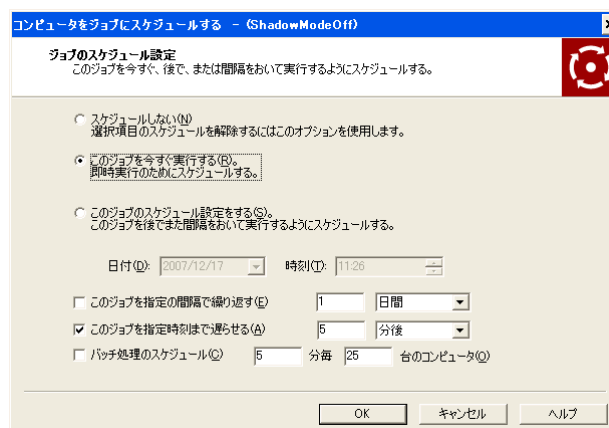 コンピュータをジョブにスケジュールする － (ShadowModeOff)
ジョブのスケジュール設定
このジョブを今すぐ、後で、または間隔をおいて実行するようにスケジュールする。
スケジュールしない(N)
選択項目のスケジュールを解除するにはこのオプションを使用します。
このジョブを今すぐ実行する(R)。
即時実行のためにスケジュールする。
このジョブのスケジュール設定をする(S)。
このジョブを後でまた間隔をおいて実行するようにスケジュールする。
日付(D): 2007/12/17 時刻(T): 11:26
このジョブを指定の間隔で繰り返す(E) 1 日間
このジョブを指定時刻まで遅らせる(A) 5 分後
バッチ処理のスケジュール(C) 5 分毎 25 台のコンピュータ(O)
OK キャンセル ヘルプ